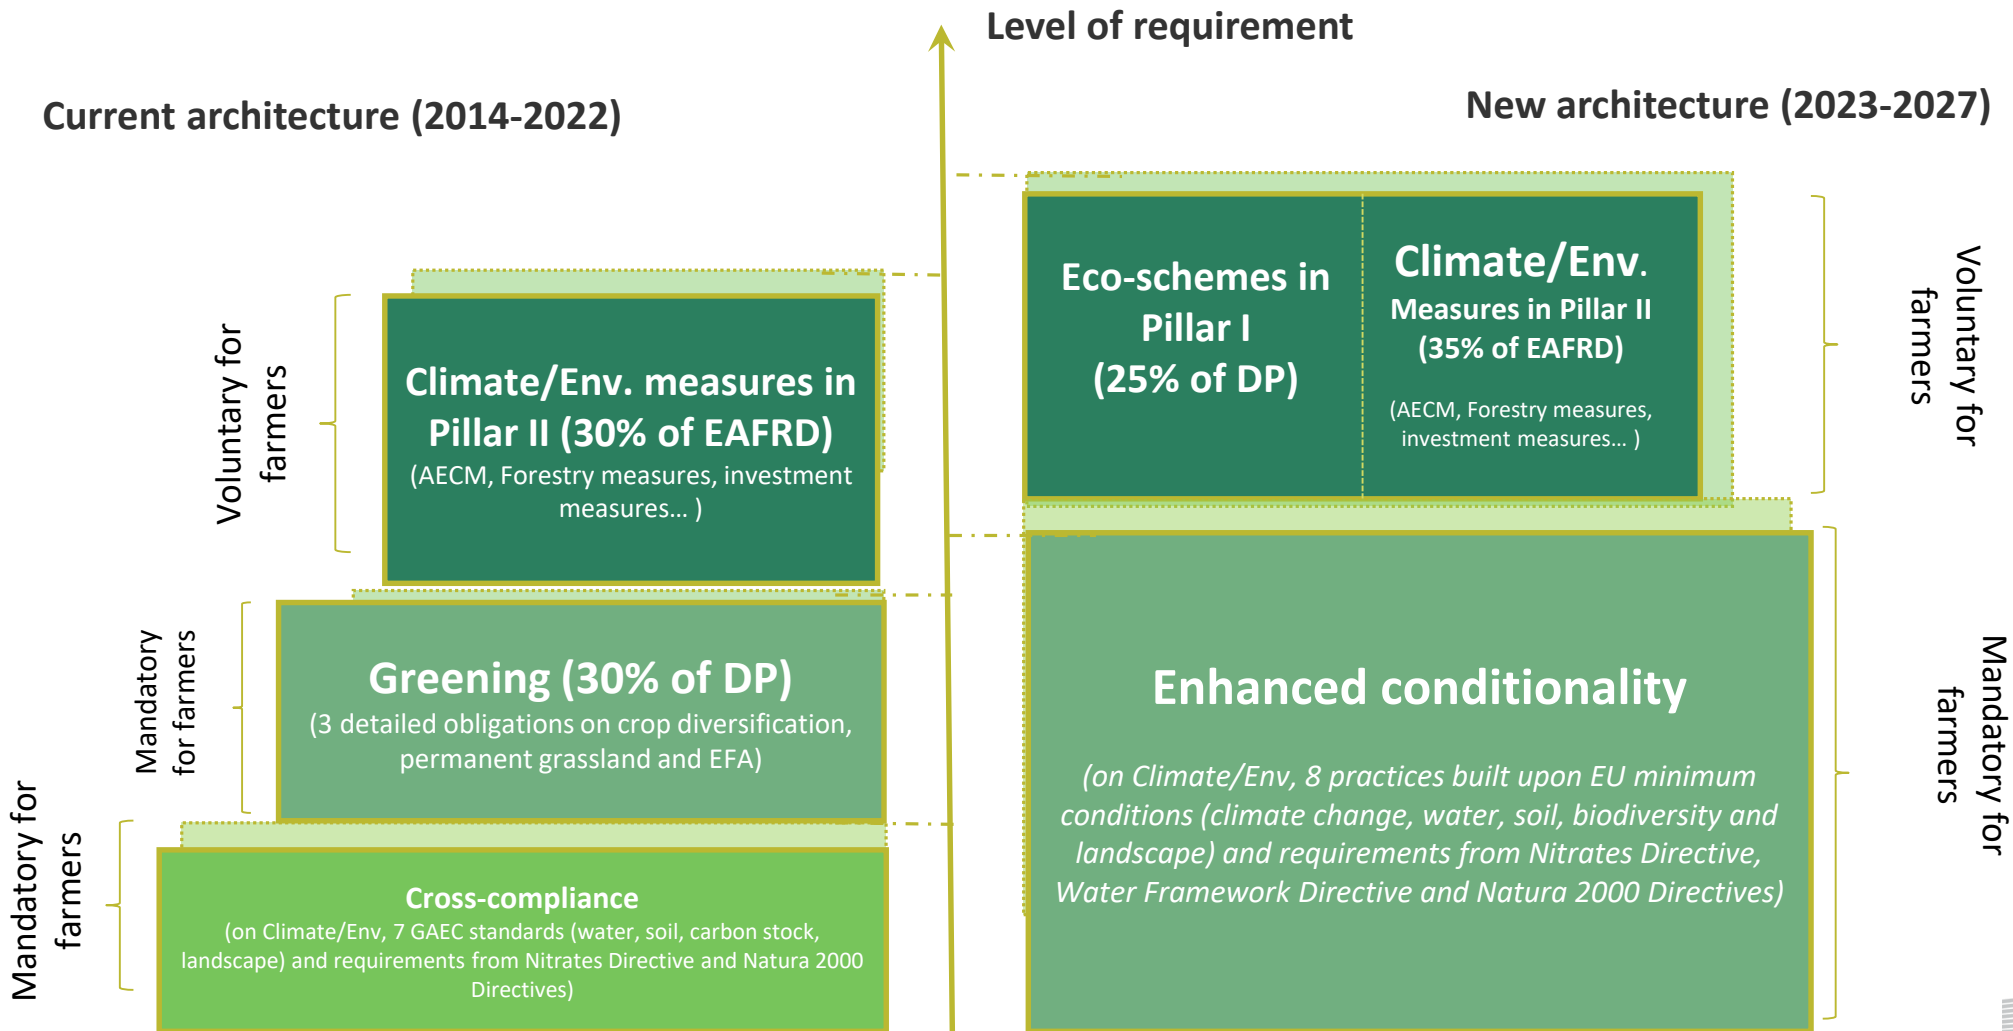 Level of requirement
Current architecture (2014-2022)
New architecture (2023-2027)
Voluntary for
farmers
Climate/Env. measures in
Pillar II (30% of EAFRD)
(AECM, Forestry measures, investment
measures... )
Mandatory
for farmers
Greening (30% of DP)
(3 detailed obligations on crop diversification,
permanent grassland and EFA)
Mandatory for
farmers
Cross-compliance
(on Climate/Env, 7 GAEC standards (water, soil, carbon stock,
landscape) and requirements from Nitrates Directive and Natura 2000
Directives)
Eco-schemes in
Pillar I
(25% of DP)
Climate/Env.
Measures in Pillar II
(35% of EAFRD)
(AECM, Forestry measures,
investment measures... )
Voluntary for
farmers
Enhanced conditionality
(on Climate/Env, 8 practices built upon EU minimum
conditions (climate change, water, soil, biodiversity and
landscape) and requirements from Nitrates Directive,
Water Framework Directive and Natura 2000 Directives)
Mandatory for
farmers